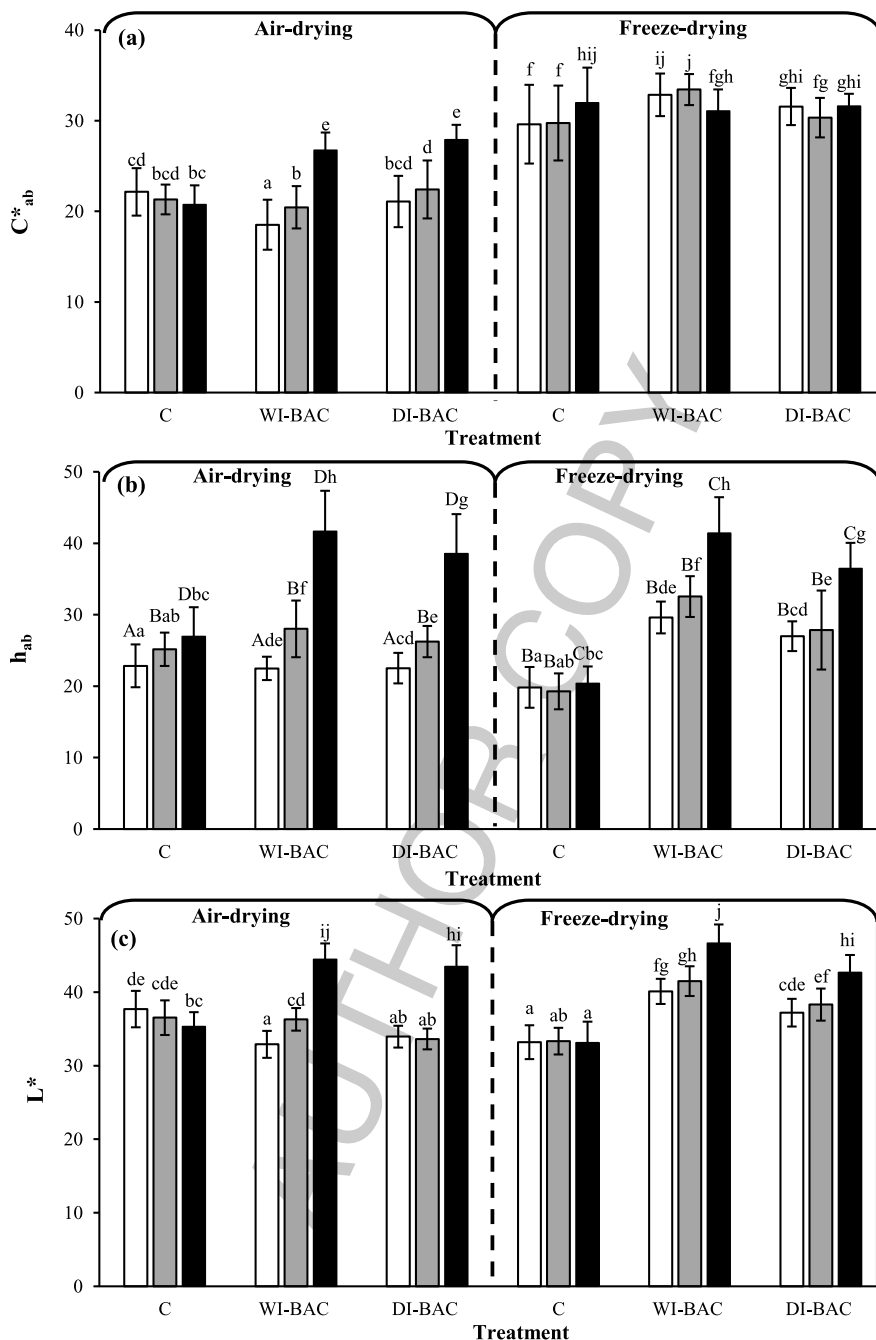 (a)
Air-drying
Freeze-drying
40
30
20
10
0
C*ab
cd bcd bc a b e bcd d e f f hij ij j fgh ghi fg ghi
C WI-BAC DI-BAC C WI-BAC DI-BAC
Treatment
(b)
Air-drying
Freeze-drying
50
40
30
20
10
0
hab
Aa Bab Dbc Ade Bf Dh Acd Be Dg Ba Bab Cbc Bde Bf Ch Bcd Be Cg
C WI-BAC DI-BAC C WI-BAC DI-BAC
Treatment
(c)
Air-drying
Freeze-drying
50
40
30
20
10
0
L*
de cde bc a cd ij ab ab hi a ab a fg gh j cde ef hi
C WI-BAC DI-BAC C WI-BAC DI-BAC
Treatment
AUTHOR COPY